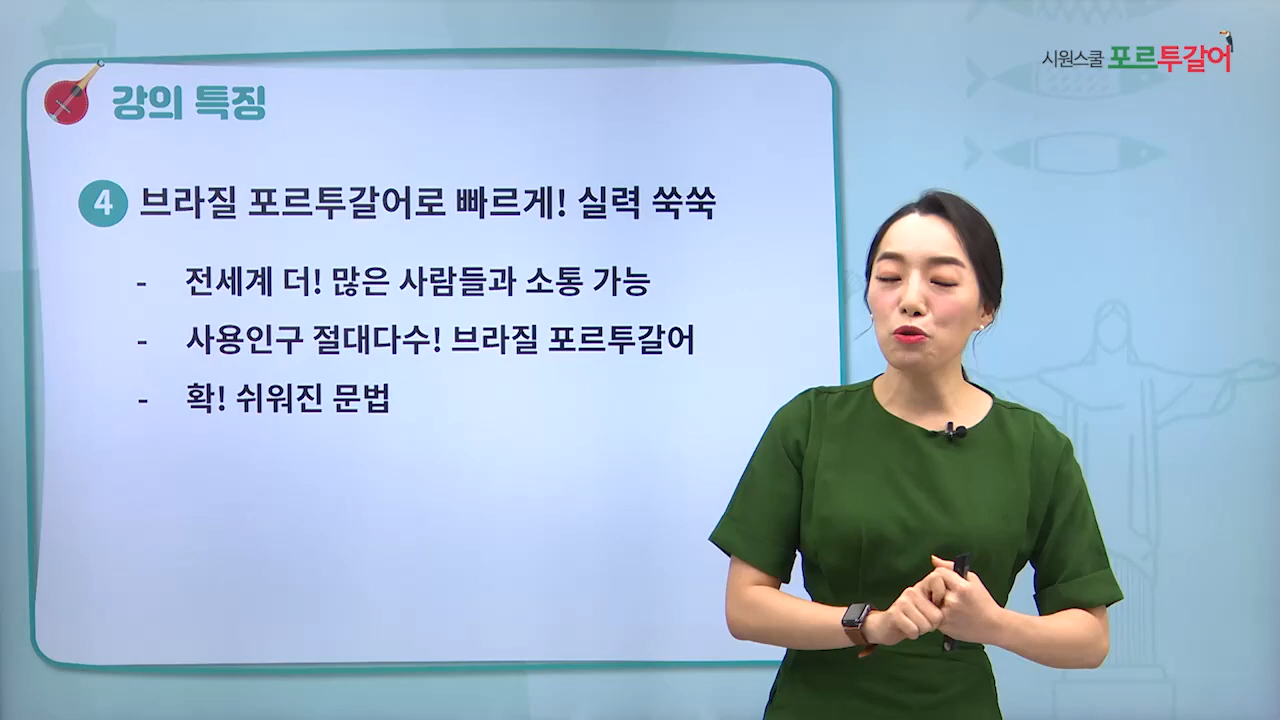 시원스쿨 포르투갈어
강의 특징
4 브라질 포르투갈어로 빠르게! 실력 쑥쑥
- 전세계 더! 많은 사람들과 소통 가능
- 사용인구 절대다수! 브라질 포르투갈어
- 확! 쉬워진 문법